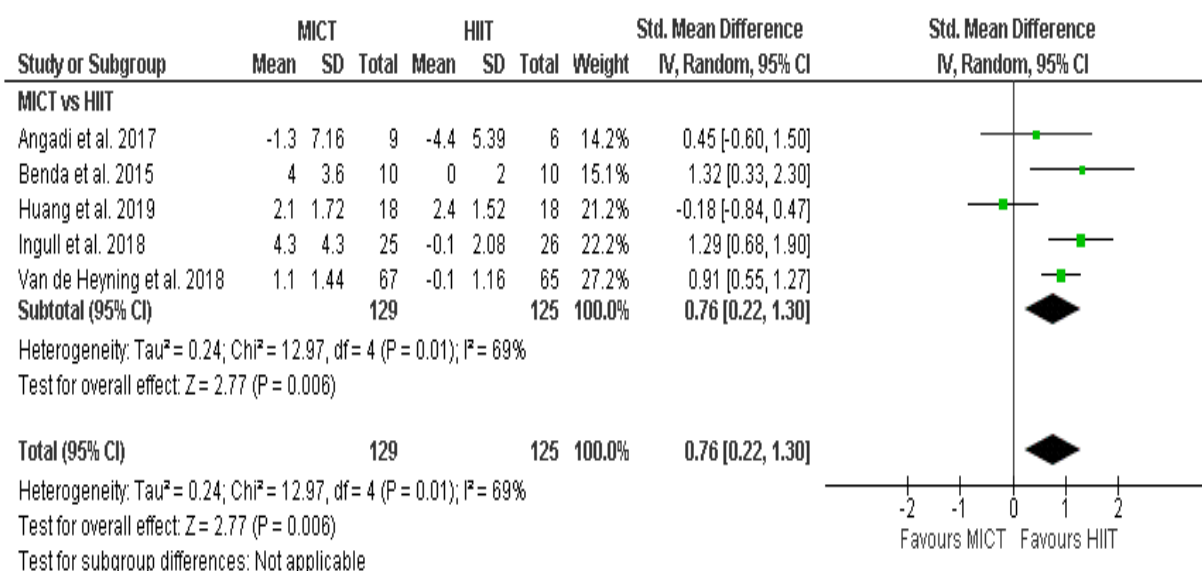 MICT HIIT Std. Mean Difference Std. Mean Difference
Study or Subgroup Mean SD Total Mean SD Total Weight IV, Random, 95% CI IV, Random, 95% CI
MICT vs HIIT
Angadi et al. 2017 -1.3 7.16 9 -4.4 5.39 6 14.2% 0.45 [-0.60, 1.50]
Benda et al. 2015 4 3.6 10 0 2 10 15.1% 1.32 [0.33, 2.30]
Huang et al. 2019 2.1 1.72 18 2.4 1.52 18 21.2% -0.18 [-0.84, 0.47]
Ingull et al. 2018 4.3 4.3 25 -0.1 2.08 26 22.2% 1.29 [0.68, 1.90]
Van de Heyning et al. 2018 1.1 1.44 67 -0.1 1.16 65 27.2% 0.91 [0.55, 1.27]
Subtotal (95% CI) 129 125 100.0% 0.76 [0.22, 1.30]
Heterogeneity: Tau² = 0.24; Chi² = 12.97, df = 4 (P = 0.01); I² = 69%
Test for overall effect: Z = 2.77 (P = 0.006)
Total (95% CI) 129 125 100.0% 0.76 [0.22, 1.30]
Heterogeneity: Tau² = 0.24; Chi² = 12.97, df = 4 (P = 0.01); I² = 69%
Test for overall effect: Z = 2.77 (P = 0.006)
Test for subgroup differences: Not applicable
-2 -1 0 1 2
Favours MICT Favours HIIT